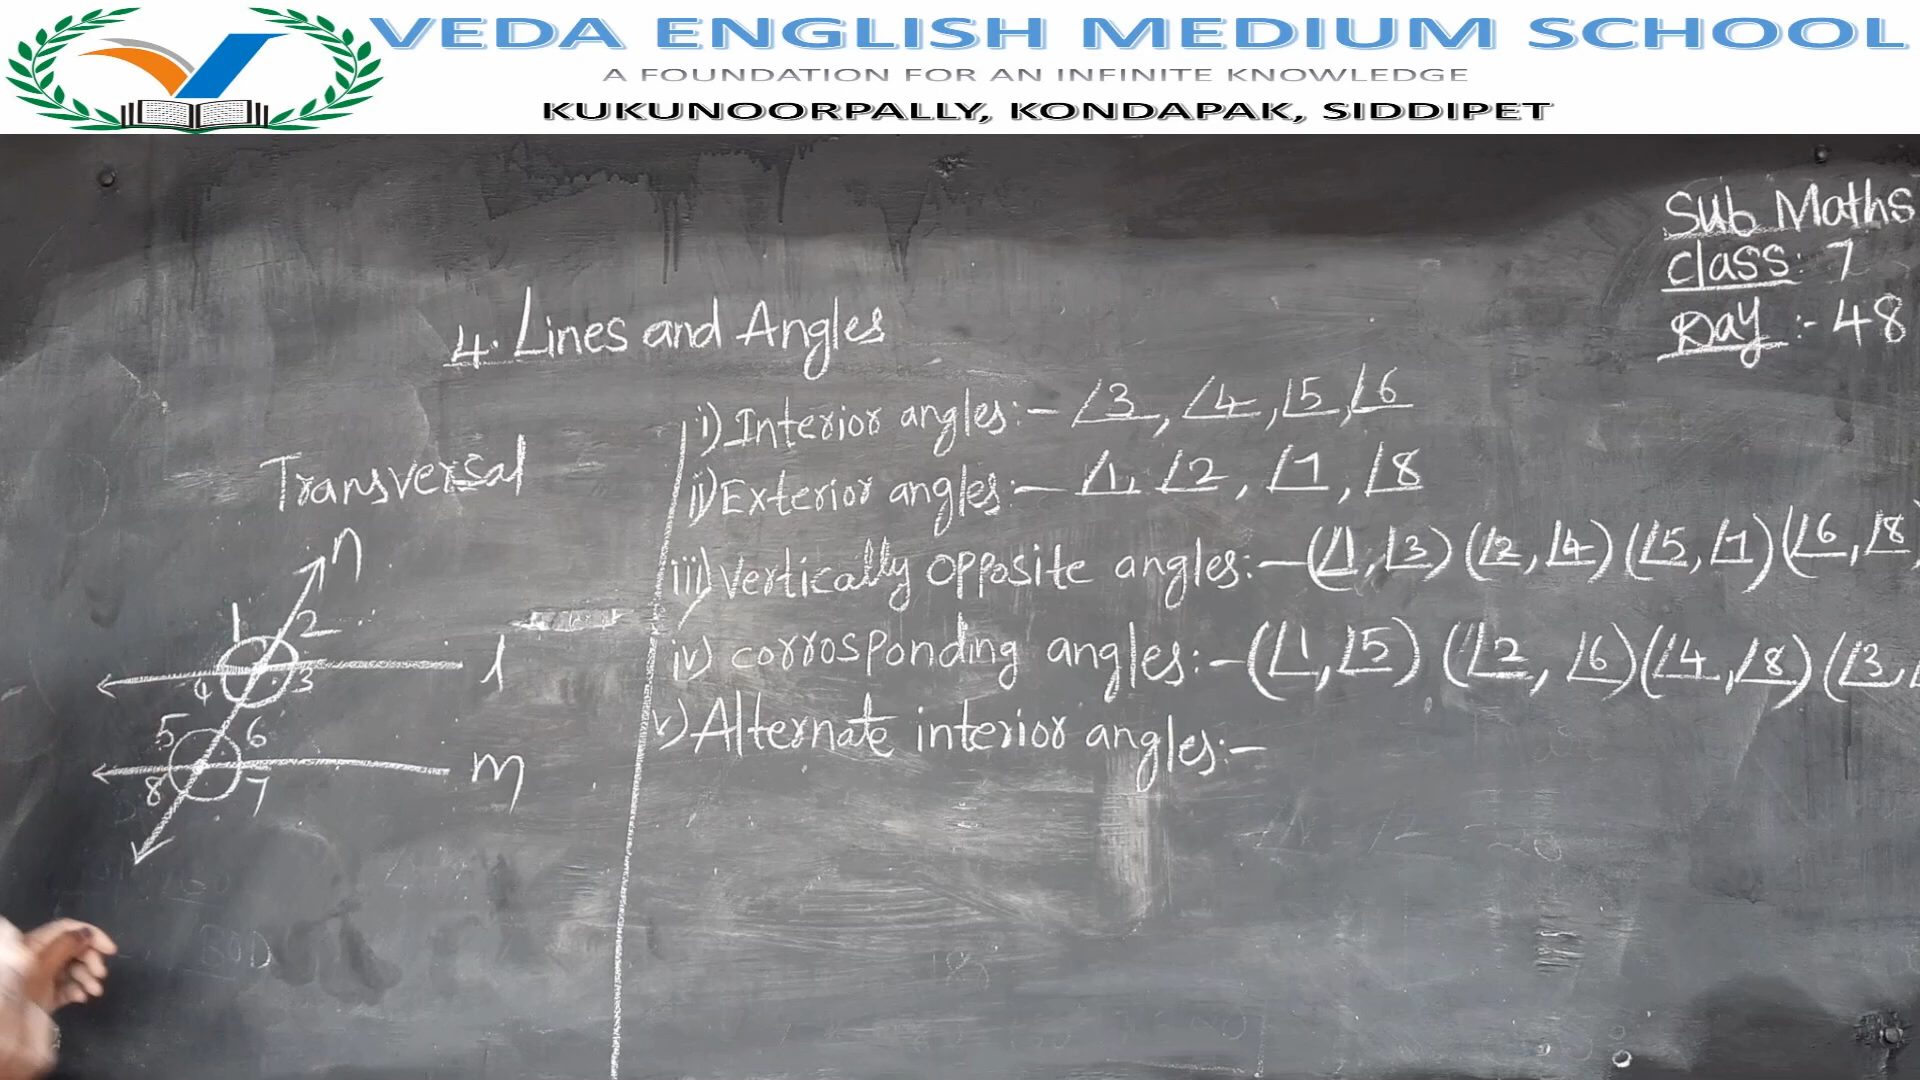 VEDA ENGLISH MEDIUM SCHOOL
A FOUNDATION FOR AN INFINITE KNOWLEDGE
KUKUNOORPALLY, KONDAPAK, SIDDIPET
Sub Maths
class: 7
Day :- 48
4. Lines and Angles
Transversal
n
1 2
l
4 3
5 6
m
8 7
i) Interior angles:- ∠3, ∠4, ∠5, ∠6
ii) Exterior angles:- ∠1, ∠2, ∠7, ∠8
iii) Vertically opposite angles:- (∠1, ∠3) (∠2, ∠4) (∠5, ∠7) (∠6, ∠8)
iv) corrosponding angles:- (∠1, ∠5) (∠2, ∠6) (∠4, ∠8) (∠3,
v) Alternate interior angles:-